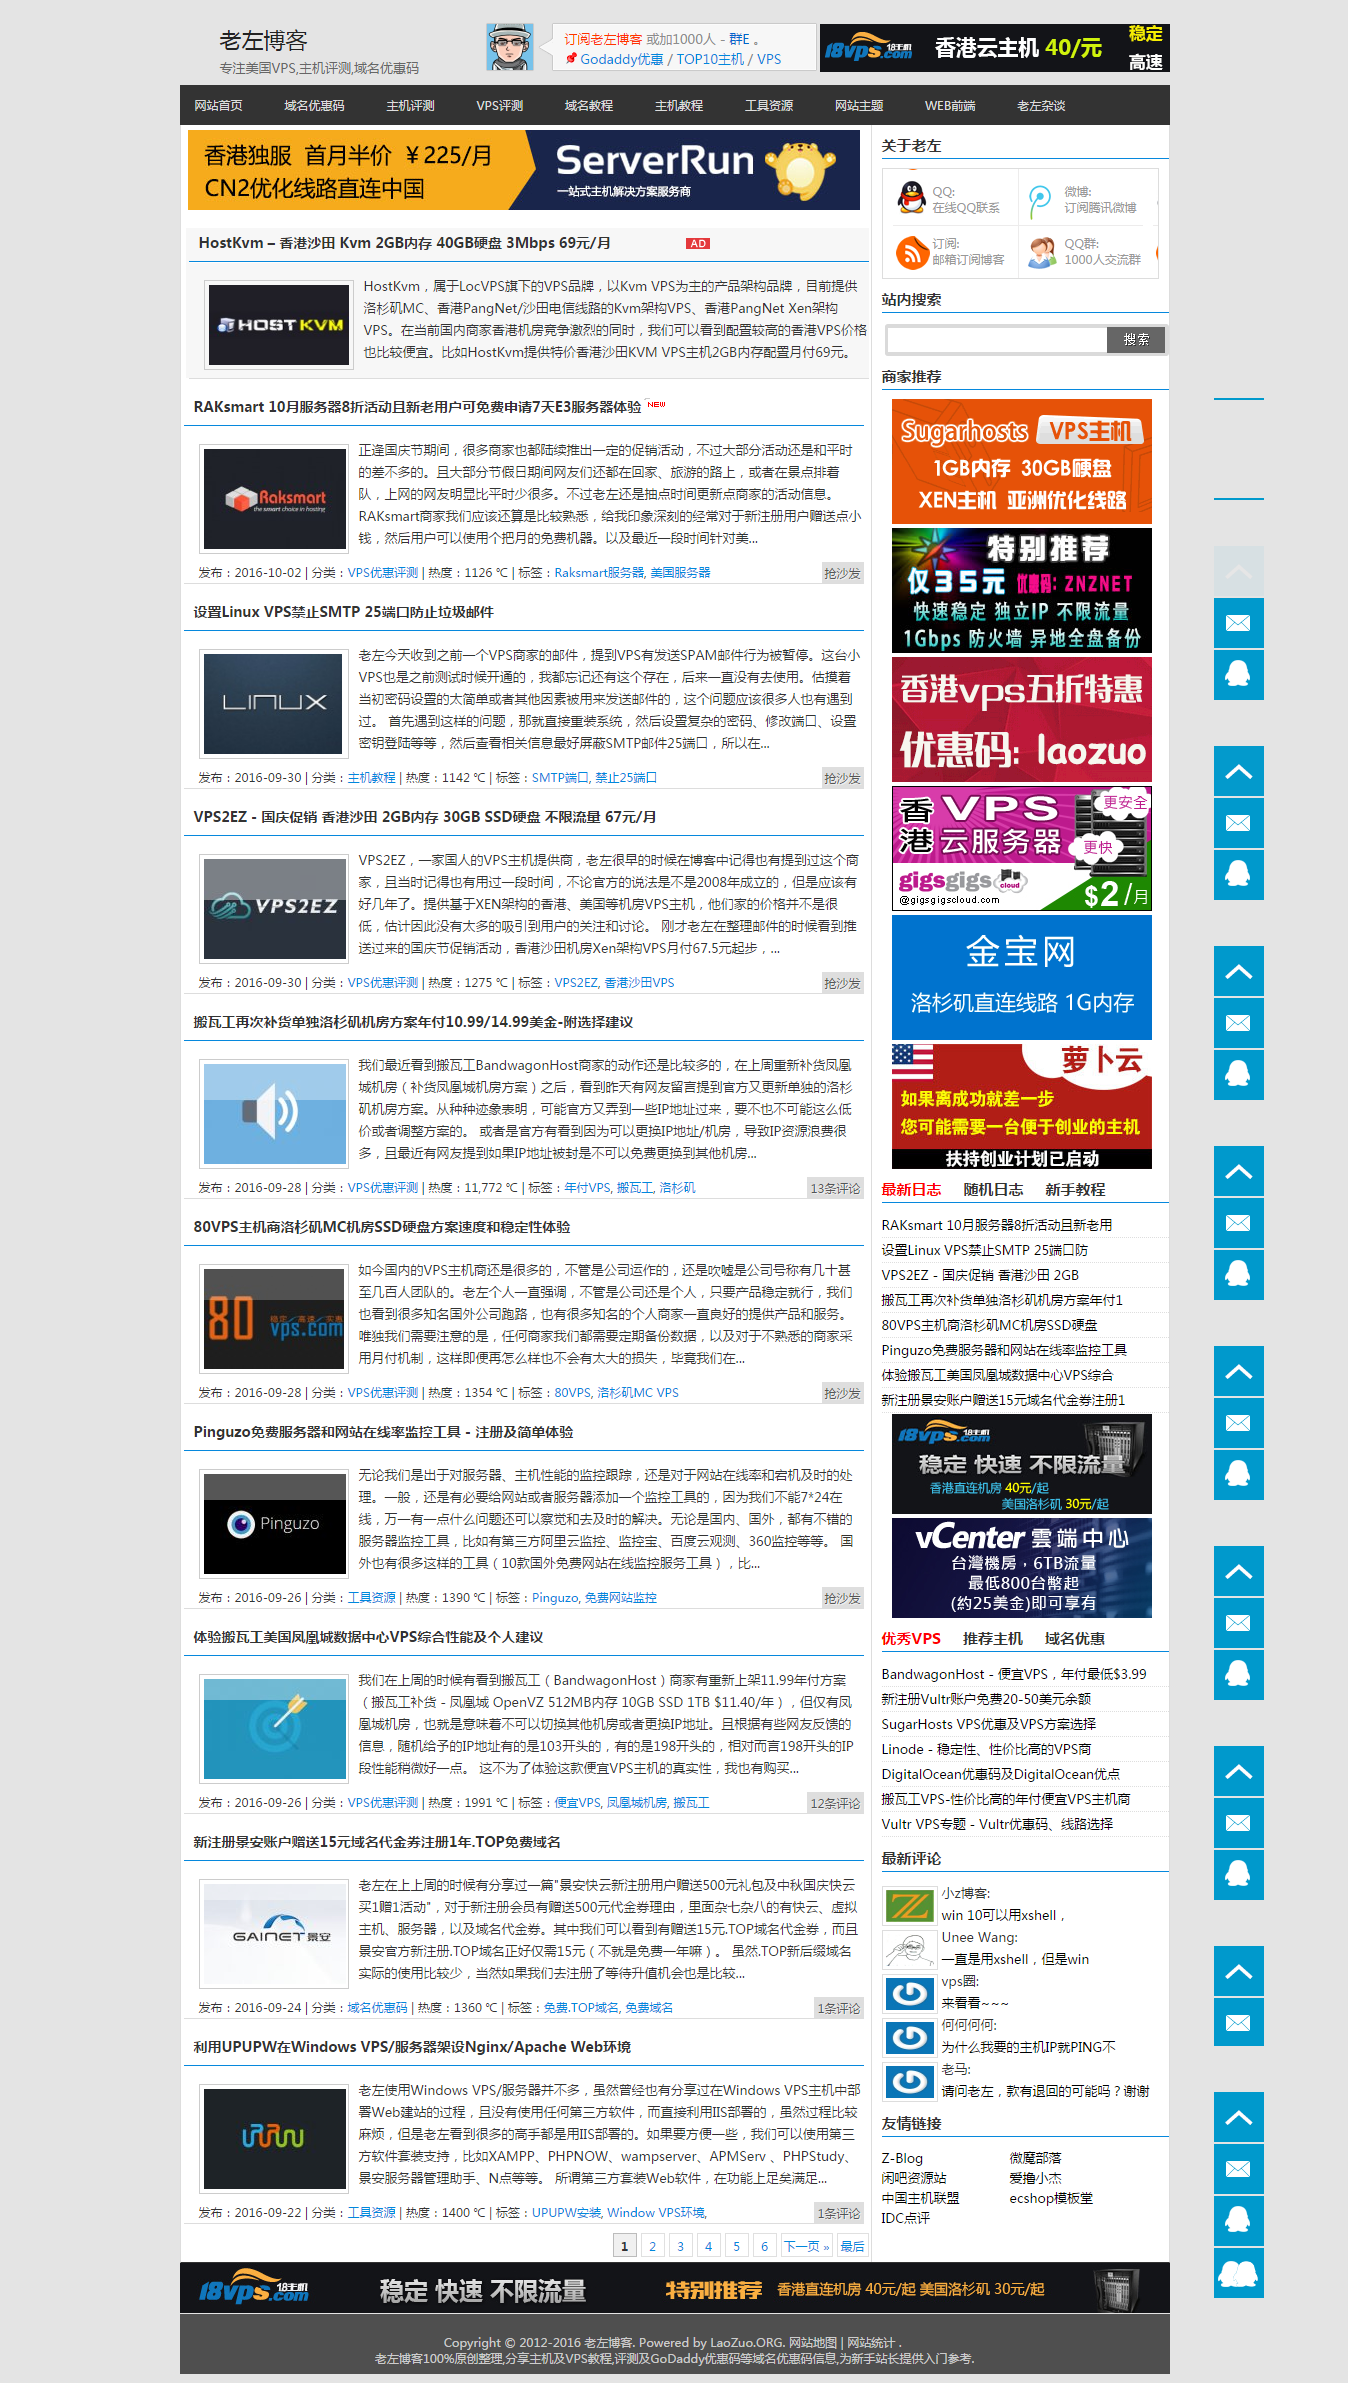 老左博客
专注美国VPS,主机评测,域名优惠码
订阅老左博客 或加1000人 - 群E 。
Godaddy优惠 / TOP10主机 / VPS
18vps.com 18主机 香港云主机 40/元 稳定 高速
网站首页 域名优惠码 主机评测 VPS评测 域名教程 主机教程 工具资源 网站主题 WEB前端 老左杂谈
香港独服 首月半价 ￥225/月
CN2优化线路直连中国
ServerRun
一站式主机解决方案服务商
HostKvm – 香港沙田 Kvm 2GB内存 40GB硬盘 3Mbps 69元/月 AD
HOSTKVM
HostKvm，属于LocVPS旗下的VPS品牌，以Kvm VPS为主的产品架构品牌，目前提供
洛杉矶MC、香港PangNet/沙田电信线路的Kvm架构VPS、香港PangNet Xen架构
VPS。在当前国内商家香港机房竞争激烈的同时，我们可以看到配置较高的香港VPS价格
也比较便宜。比如HostKvm提供特价香港沙田KVM VPS主机2GB内存配置月付69元。
RAKsmart 10月服务器8折活动且新老用户可免费申请7天E3服务器体验 NEW
Raksmart
the smart choice in hosting
正逢国庆节期间，很多商家也都陆续推出一定的促销活动，不过大部分活动还是和平时
的差不多的。且大部分节假日期间网友们还都在回家、旅游的路上，或者在景点排着
队，上网的网友明显比平时少很多。不过老左还是抽点时间更新点商家的活动信息。
RAKsmart商家我们应该还算是比较熟悉，给我印象深刻的经常对于新注册用户赠送点小
钱，然后用户可以使用个把月的免费机器。以及最近一段时间针对美...
发布：2016-10-02 | 分类：VPS优惠评测 | 热度：1126 ℃ | 标签：Raksmart服务器, 美国服务器 抢沙发
设置Linux VPS禁止SMTP 25端口防止垃圾邮件
LINUX
老左今天收到之前一个VPS商家的邮件，提到VPS有发送SPAM邮件行为被暂停。这台小
VPS也是之前测试时候开通的，我都忘记还有这个存在，后来一直没有去使用。估摸着
当初密码设置的太简单或者其他因素被用来发送邮件的，这个问题应该很多人也有遇到
过。 首先遇到这样的问题，那就直接重装系统，然后设置复杂的密码、修改端口、设置
密钥登陆等等，然后查看相关信息最好屏蔽SMTP邮件25端口，所以在...
发布：2016-09-30 | 分类：主机教程 | 热度：1142 ℃ | 标签：SMTP端口, 禁止25端口 抢沙发
VPS2EZ - 国庆促销 香港沙田 2GB内存 30GB SSD硬盘 不限流量 67元/月
VPS2EZ
VPS2EZ，一家国人的VPS主机提供商，老左很早的时候在博客中记得也有提到过这个商
家，且当时记得也有用过一段时间，不论官方的说法是不是2008年成立的，但是应该有
好几年了。提供基于XEN架构的香港、美国等机房VPS主机，他们家的价格并不是很
低，估计因此没有太多的吸引到用户的关注和讨论。 刚才老左在整理邮件的时候看到推
送过来的国庆节促销活动，香港沙田机房Xen架构VPS月付67.5元起步，...
发布：2016-09-30 | 分类：VPS优惠评测 | 热度：1275 ℃ | 标签：VPS2EZ, 香港沙田VPS 抢沙发
搬瓦工再次补货单独洛杉矶机房方案年付10.99/14.99美金-附选择建议
我们最近看到搬瓦工BandwagonHost商家的动作还是比较多的，在上周重新补货凤凰
城机房（补货凤凰城机房方案）之后，看到昨天有网友留言提到官方又更新单独的洛杉
矶机房方案。从种种迹象表明，可能官方又弄到一些IP地址过来，要不也不可能这么低
价或者调整方案的。 或者是官方有看到因为可以更换IP地址/机房，导致IP资源浪费很
多，且最近有网友提到如果IP地址被封是不可以免费更换到其他机房...
发布：2016-09-28 | 分类：VPS优惠评测 | 热度：11,772 ℃ | 标签：年付VPS, 搬瓦工, 洛杉矶 13条评论
80VPS主机商洛杉矶MC机房SSD硬盘方案速度和稳定性体验
80vps.com 稳定/高速/实惠
如今国内的VPS主机商还是很多的，不管是公司运作的，还是吹嘘是公司号称有几十甚
至几百人团队的。老左个人一直强调，不管是公司还是个人，只要产品稳定就行，我们
也看到很多知名国外公司跑路，也有很多知名的个人商家一直良好的提供产品和服务。
唯独我们需要注意的是，任何商家我们都需要定期备份数据，以及对于不熟悉的商家采
用月付机制，这样即便再怎么样也不会有太大的损失，毕竟我们在...
发布：2016-09-28 | 分类：VPS优惠评测 | 热度：1354 ℃ | 标签：80VPS, 洛杉矶MC VPS 抢沙发
Pinguzo免费服务器和网站在线率监控工具 - 注册及简单体验
Pinguzo
无论我们是出于对服务器、主机性能的监控跟踪，还是对于网站在线率和宕机及时的处
理。一般，还是有必要给网站或者服务器添加一个监控工具的，因为我们不能7*24在
线，万一有一点什么问题还可以察觉和去及时的解决。无论是国内、国外，都有不错的
服务器监控工具，比如有第三方阿里云监控、监控宝、百度云观测、360监控等等。 国
外也有很多这样的工具（10款国外免费网站在线监控服务工具），比...
发布：2016-09-26 | 分类：工具资源 | 热度：1390 ℃ | 标签：Pinguzo, 免费网站监控 抢沙发
体验搬瓦工美国凤凰城数据中心VPS综合性能及个人建议
我们在上周的时候有看到搬瓦工（BandwagonHost）商家有重新上架11.99年付方案
（搬瓦工补货 - 凤凰城 OpenVZ 512MB内存 10GB SSD 1TB $11.40/年），但仅有凤
凰城机房，也就是意味着不可以切换其他机房或者更换IP地址。且根据有些网友反馈的
信息，随机给予的IP地址有的是103开头的，有的是198开头的，相对而言198开头的IP
段性能稍微好一点。 这不为了体验这款便宜VPS主机的真实性，我也有购买...
发布：2016-09-26 | 分类：VPS优惠评测 | 热度：1991 ℃ | 标签：便宜VPS, 凤凰城机房, 搬瓦工 12条评论
新注册景安账户赠送15元域名代金券注册1年.TOP免费域名
GAINET景安
老左在上上周的时候有分享过一篇"景安快云新注册用户赠送500元礼包及中秋国庆快云
买1赠1活动"，对于新注册会员有赠送500元代金券理由，里面杂七杂八的有快云、虚拟
主机、服务器，以及域名代金券。其中我们可以看到有赠送15元.TOP域名代金券，而且
景安官方新注册.TOP域名正好仅需15元（不就是免费一年嘛）。 虽然.TOP新后缀域名
实际的使用比较少，当然如果我们去注册了等待升值机会也是比较...
发布：2016-09-24 | 分类：域名优惠码 | 热度：1360 ℃ | 标签：免费.TOP域名, 免费域名 1条评论
利用UPUPW在Windows VPS/服务器架设Nginx/Apache Web环境
老左使用Windows VPS/服务器并不多，虽然曾经也有分享过在Windows VPS主机中部
署Web建站的过程，且没有使用任何第三方软件，而直接利用IIS部署的，虽然过程比较
麻烦，但是老左看到很多的高手都是用IIS部署的。如果要方便一些，我们可以使用第三
方软件套装支持，比如XAMPP、PHPNOW、wampserver、APMServ 、PHPStudy、
景安服务器管理助手、N点等等。 所谓第三方套装Web软件，在功能上足矣满足...
发布：2016-09-22 | 分类：工具资源 | 热度：1400 ℃ | 标签：UPUPW安装, Window VPS环境, 1条评论
1 2 3 4 5 6 下一页 » 最后
关于老左
QQ:
在线QQ联系
微博:
订阅腾讯微博
订阅:
邮箱订阅博客
QQ群:
1000人交流群
站内搜索
搜索
商家推荐
Sugarhosts VPS主机
1GB内存 30GB硬盘
XEN主机 亚洲优化线路
特别推荐
仅35元 优惠码: ZNZNET
快速稳定 独立IP 不限流量
1Gbps 防火墙 异地全盘备份
香港vps五折特惠
优惠码: laozuo
香港 VPS 云服务器 更安全 更快
gigsgigs cloud
@gigsgigscloud.com $2/月
金宝网
洛杉矶直连线路 1G内存
萝卜云
如果离成功就差一步
您可能需要一台便于创业的主机
扶持创业计划已启动
最新日志 随机日志 新手教程
RAKsmart 10月服务器8折活动且新老用
设置Linux VPS禁止SMTP 25端口防
VPS2EZ - 国庆促销 香港沙田 2GB
搬瓦工再次补货单独洛杉矶机房方案年付1
80VPS主机商洛杉矶MC机房SSD硬盘
Pinguzo免费服务器和网站在线率监控工具
体验搬瓦工美国凤凰城数据中心VPS综合
新注册景安账户赠送15元域名代金券注册1
18vps.com 18主机
稳定 快速 不限流量
香港直连机房 40元/起
美国洛杉矶 30元/起
vCenter 雲端中心
台灣機房，6TB流量
最低800台幣起
(約25美金)即可享有
优秀VPS 推荐主机 域名优惠
BandwagonHost - 便宜VPS，年付最低$3.99
新注册Vultr账户免费20-50美元余额
SugarHosts VPS优惠及VPS方案选择
Linode - 稳定性、性价比高的VPS商
DigitalOcean优惠码及DigitalOcean优点
搬瓦工VPS-性价比高的年付便宜VPS主机商
Vultr VPS专题 - Vultr优惠码、线路选择
最新评论
小z博客:
win 10可以用xshell，
Unee Wang:
一直是用xshell，但是win
vps圈:
来看看~~~
何何何何:
为什么我要的主机IP就PING不
老马:
请问老左，款有退回的可能吗？谢谢
友情链接
Z-Blog 微魔部落
闲吧资源站 爱撸小杰
中国主机联盟 ecshop模板堂
IDC点评
18vps.com 18主机 稳定 快速 不限流量 特别推荐 香港直连机房 40元/起 美国洛杉矶 30元/起
Copyright © 2012-2016 老左博客. Powered by LaoZuo.ORG. 网站地图 | 网站统计 .
老左博客100%原创整理,分享主机及VPS教程,评测及GoDaddy优惠码等域名优惠码信息,为新手站长提供入门参考.